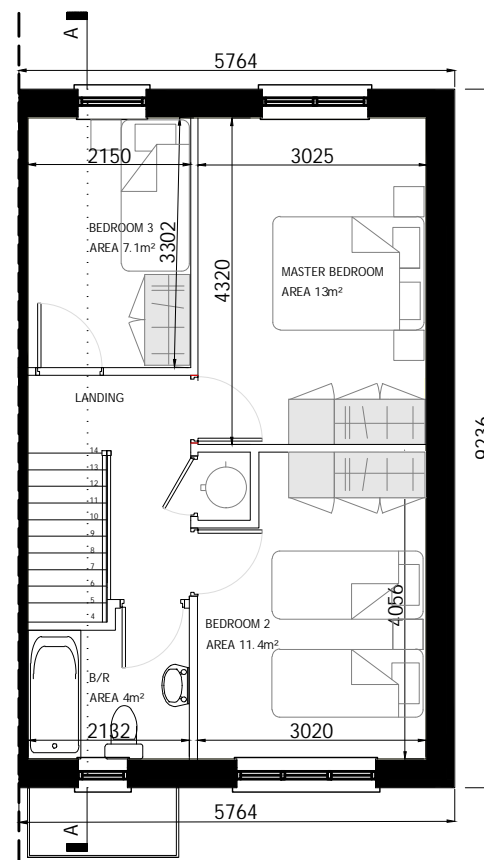 A
5764
2150
3025
BEDROOM 3
AREA 7.1m²
3302
4320
MASTER BEDROOM
AREA 13m²
LANDING
9236
14
13
12
11
10
9
8
7
6
5
4
4056
BEDROOM 2
AREA 11.4m²
B/R
AREA 4m²
2132
3020
5764
A